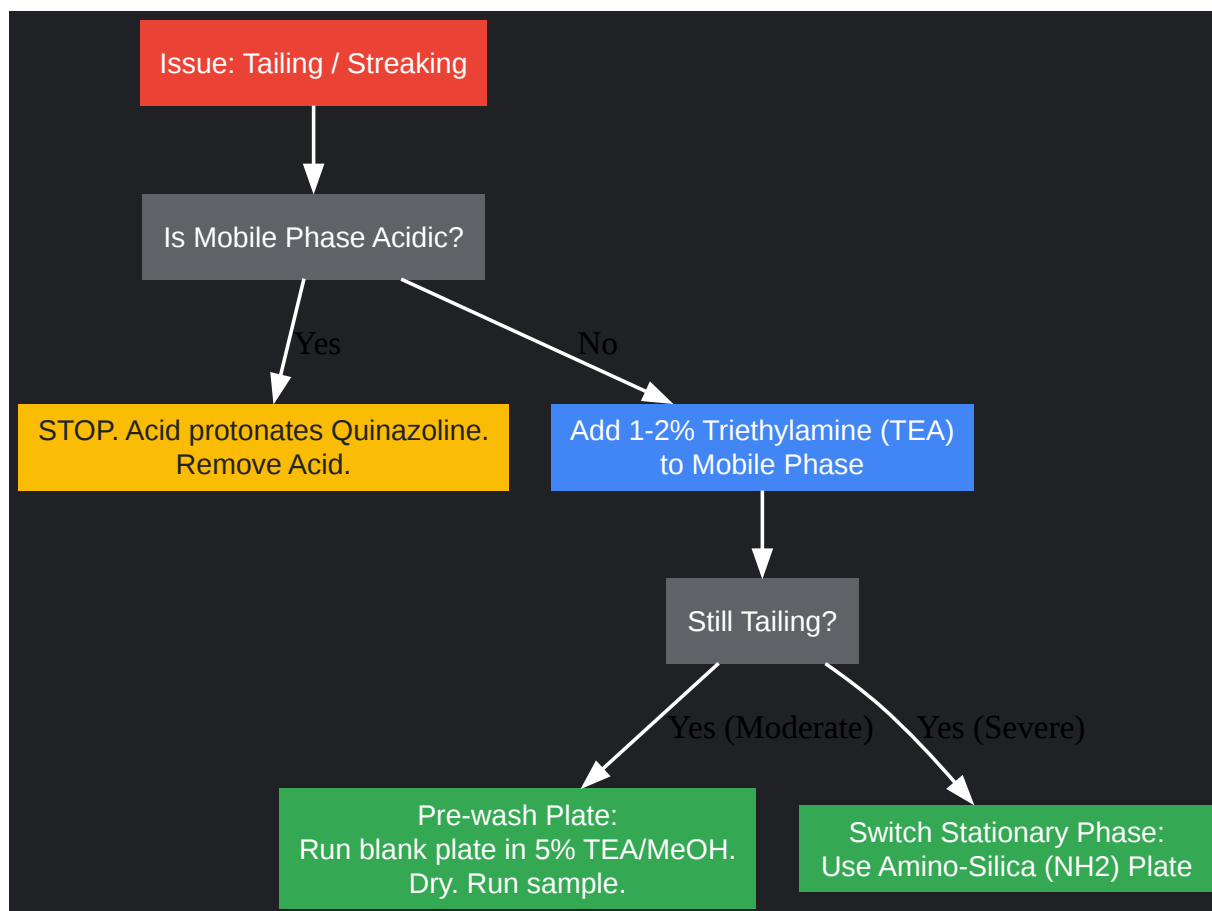 Issue: Tailing / Streaking
Is Mobile Phase Acidic?
Yes
No
STOP. Acid protonates Quinazoline.
Remove Acid.
Add 1-2% Triethylamine (TEA)
to Mobile Phase
Still Tailing?
Yes (Moderate)
Yes (Severe)
Pre-wash Plate:
Run blank plate in 5% TEA/MeOH.
Dry. Run sample.
Switch Stationary Phase:
Use Amino-Silica (NH2) Plate